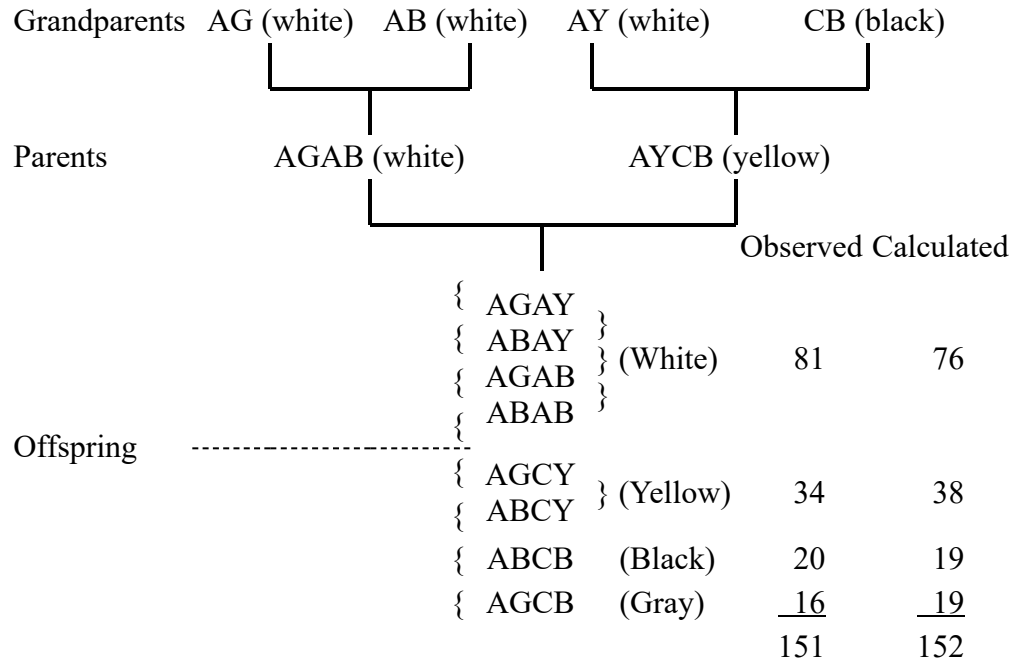 Grandparents AG (white) AB (white) AY (white) CB (black)
Parents AGAB (white) AYCB (yellow)
Observed Calculated
{ AGAY
{ ABAY }
{ AGAB } (White) 81 76
{ ABAB }
Offspring
{ AGCY
{ ABCY } (Yellow) 34 38
{ ABCB (Black) 20 19
{ AGCB (Gray) 16 19
151 152